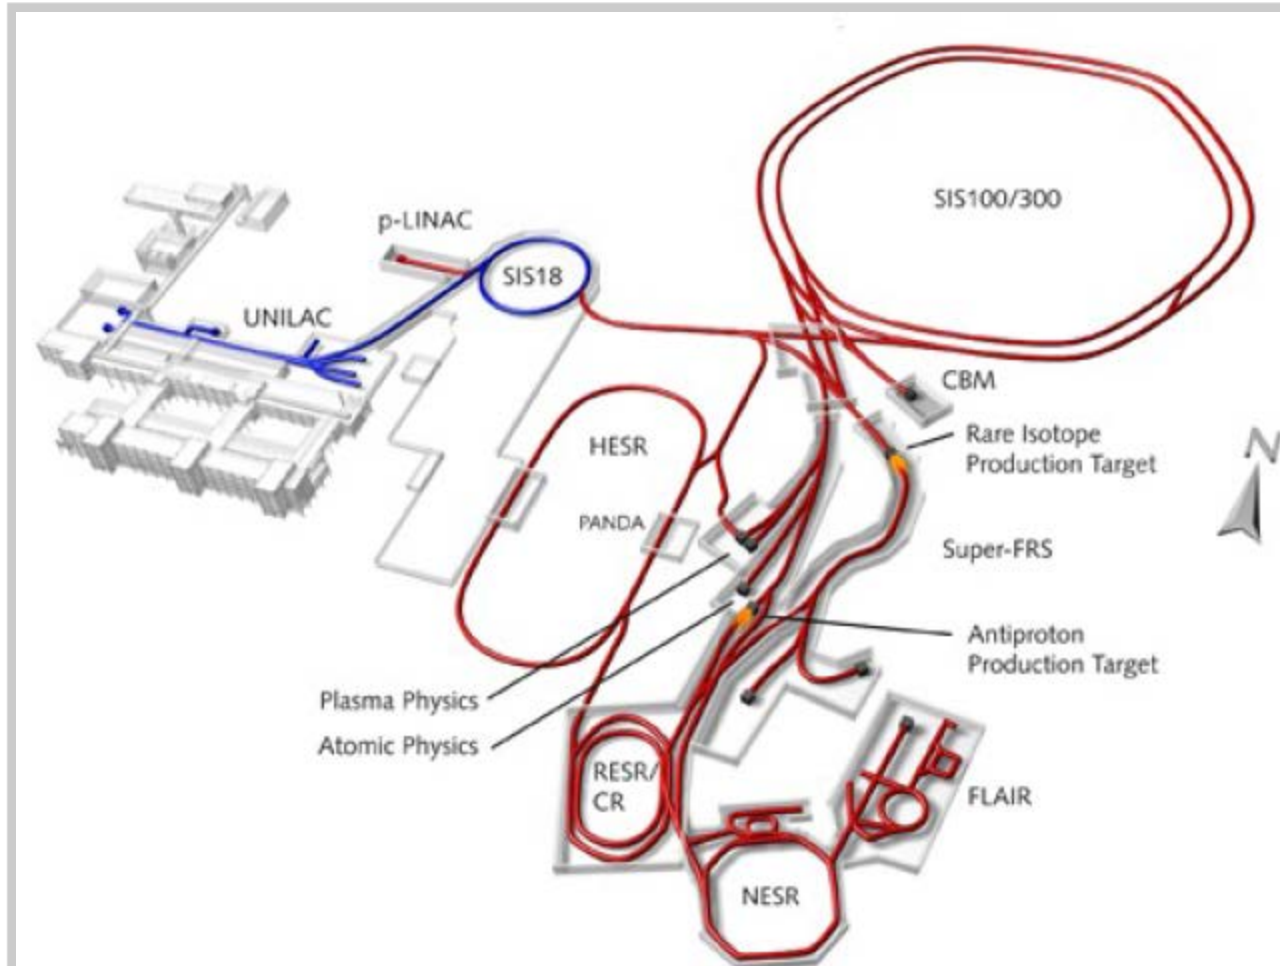 SIS100/300
p-LINAC
SIS18
UNILAC
CBM
Rare Isotope
Production Target
N
HESR
PANDA
Super-FRS
Antiproton
Production Target
Plasma Physics
Atomic Physics
RESR/
CR
FLAIR
NESR